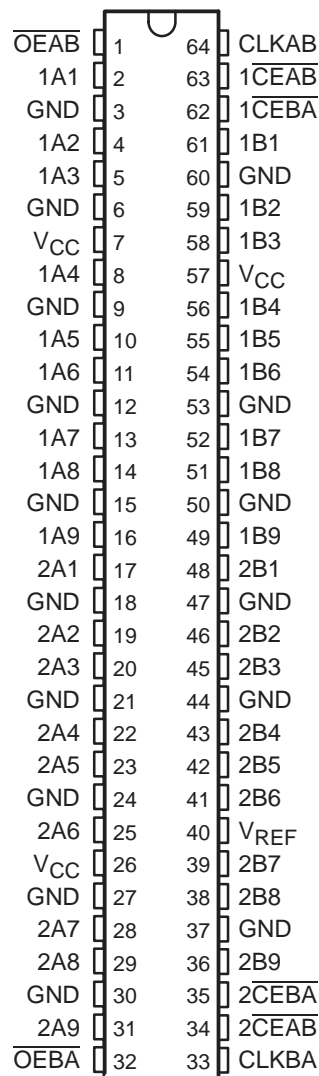 O̅E̅A̅B̅ 1 64 CLKAB
1A1 2 63 1C̅E̅A̅B̅
GND 3 62 1C̅E̅B̅A̅
1A2 4 61 1B1
1A3 5 60 GND
GND 6 59 1B2
VCC 7 58 1B3
1A4 8 57 VCC
GND 9 56 1B4
1A5 10 55 1B5
1A6 11 54 1B6
GND 12 53 GND
1A7 13 52 1B7
1A8 14 51 1B8
GND 15 50 GND
1A9 16 49 1B9
2A1 17 48 2B1
GND 18 47 GND
2A2 19 46 2B2
2A3 20 45 2B3
GND 21 44 GND
2A4 22 43 2B4
2A5 23 42 2B5
GND 24 41 2B6
2A6 25 40 VREF
VCC 26 39 2B7
GND 27 38 2B8
2A7 28 37 GND
2A8 29 36 2B9
GND 30 35 2C̅E̅B̅A̅
2A9 31 34 2C̅E̅A̅B̅
O̅E̅B̅A̅ 32 33 CLKBA